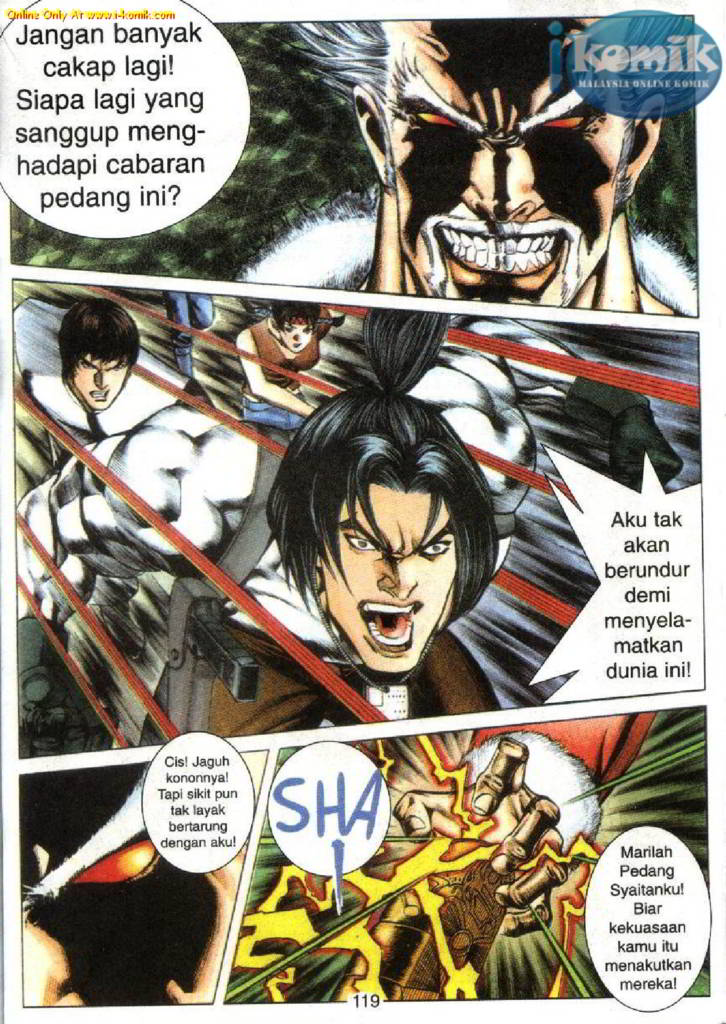 Online Only At www.i-komik.com
ikomik
MALAYSIA ONLINE KOMIK
Jangan banyak
cakap lagi!
Siapa lagi yang
sanggup meng-
hadapi cabaran
pedang ini?
Aku tak
akan
berundur
demi
menyela-
matkan
dunia ini!
Cis! Jaguh
kononnya!
Tapi sikit pun
tak layak
bertarung
dengan aku!
SHA
!
Marilah
Pedang
Syaitanku!
Biar
kekuasaan
kamu itu
menakutkan
mereka!
119